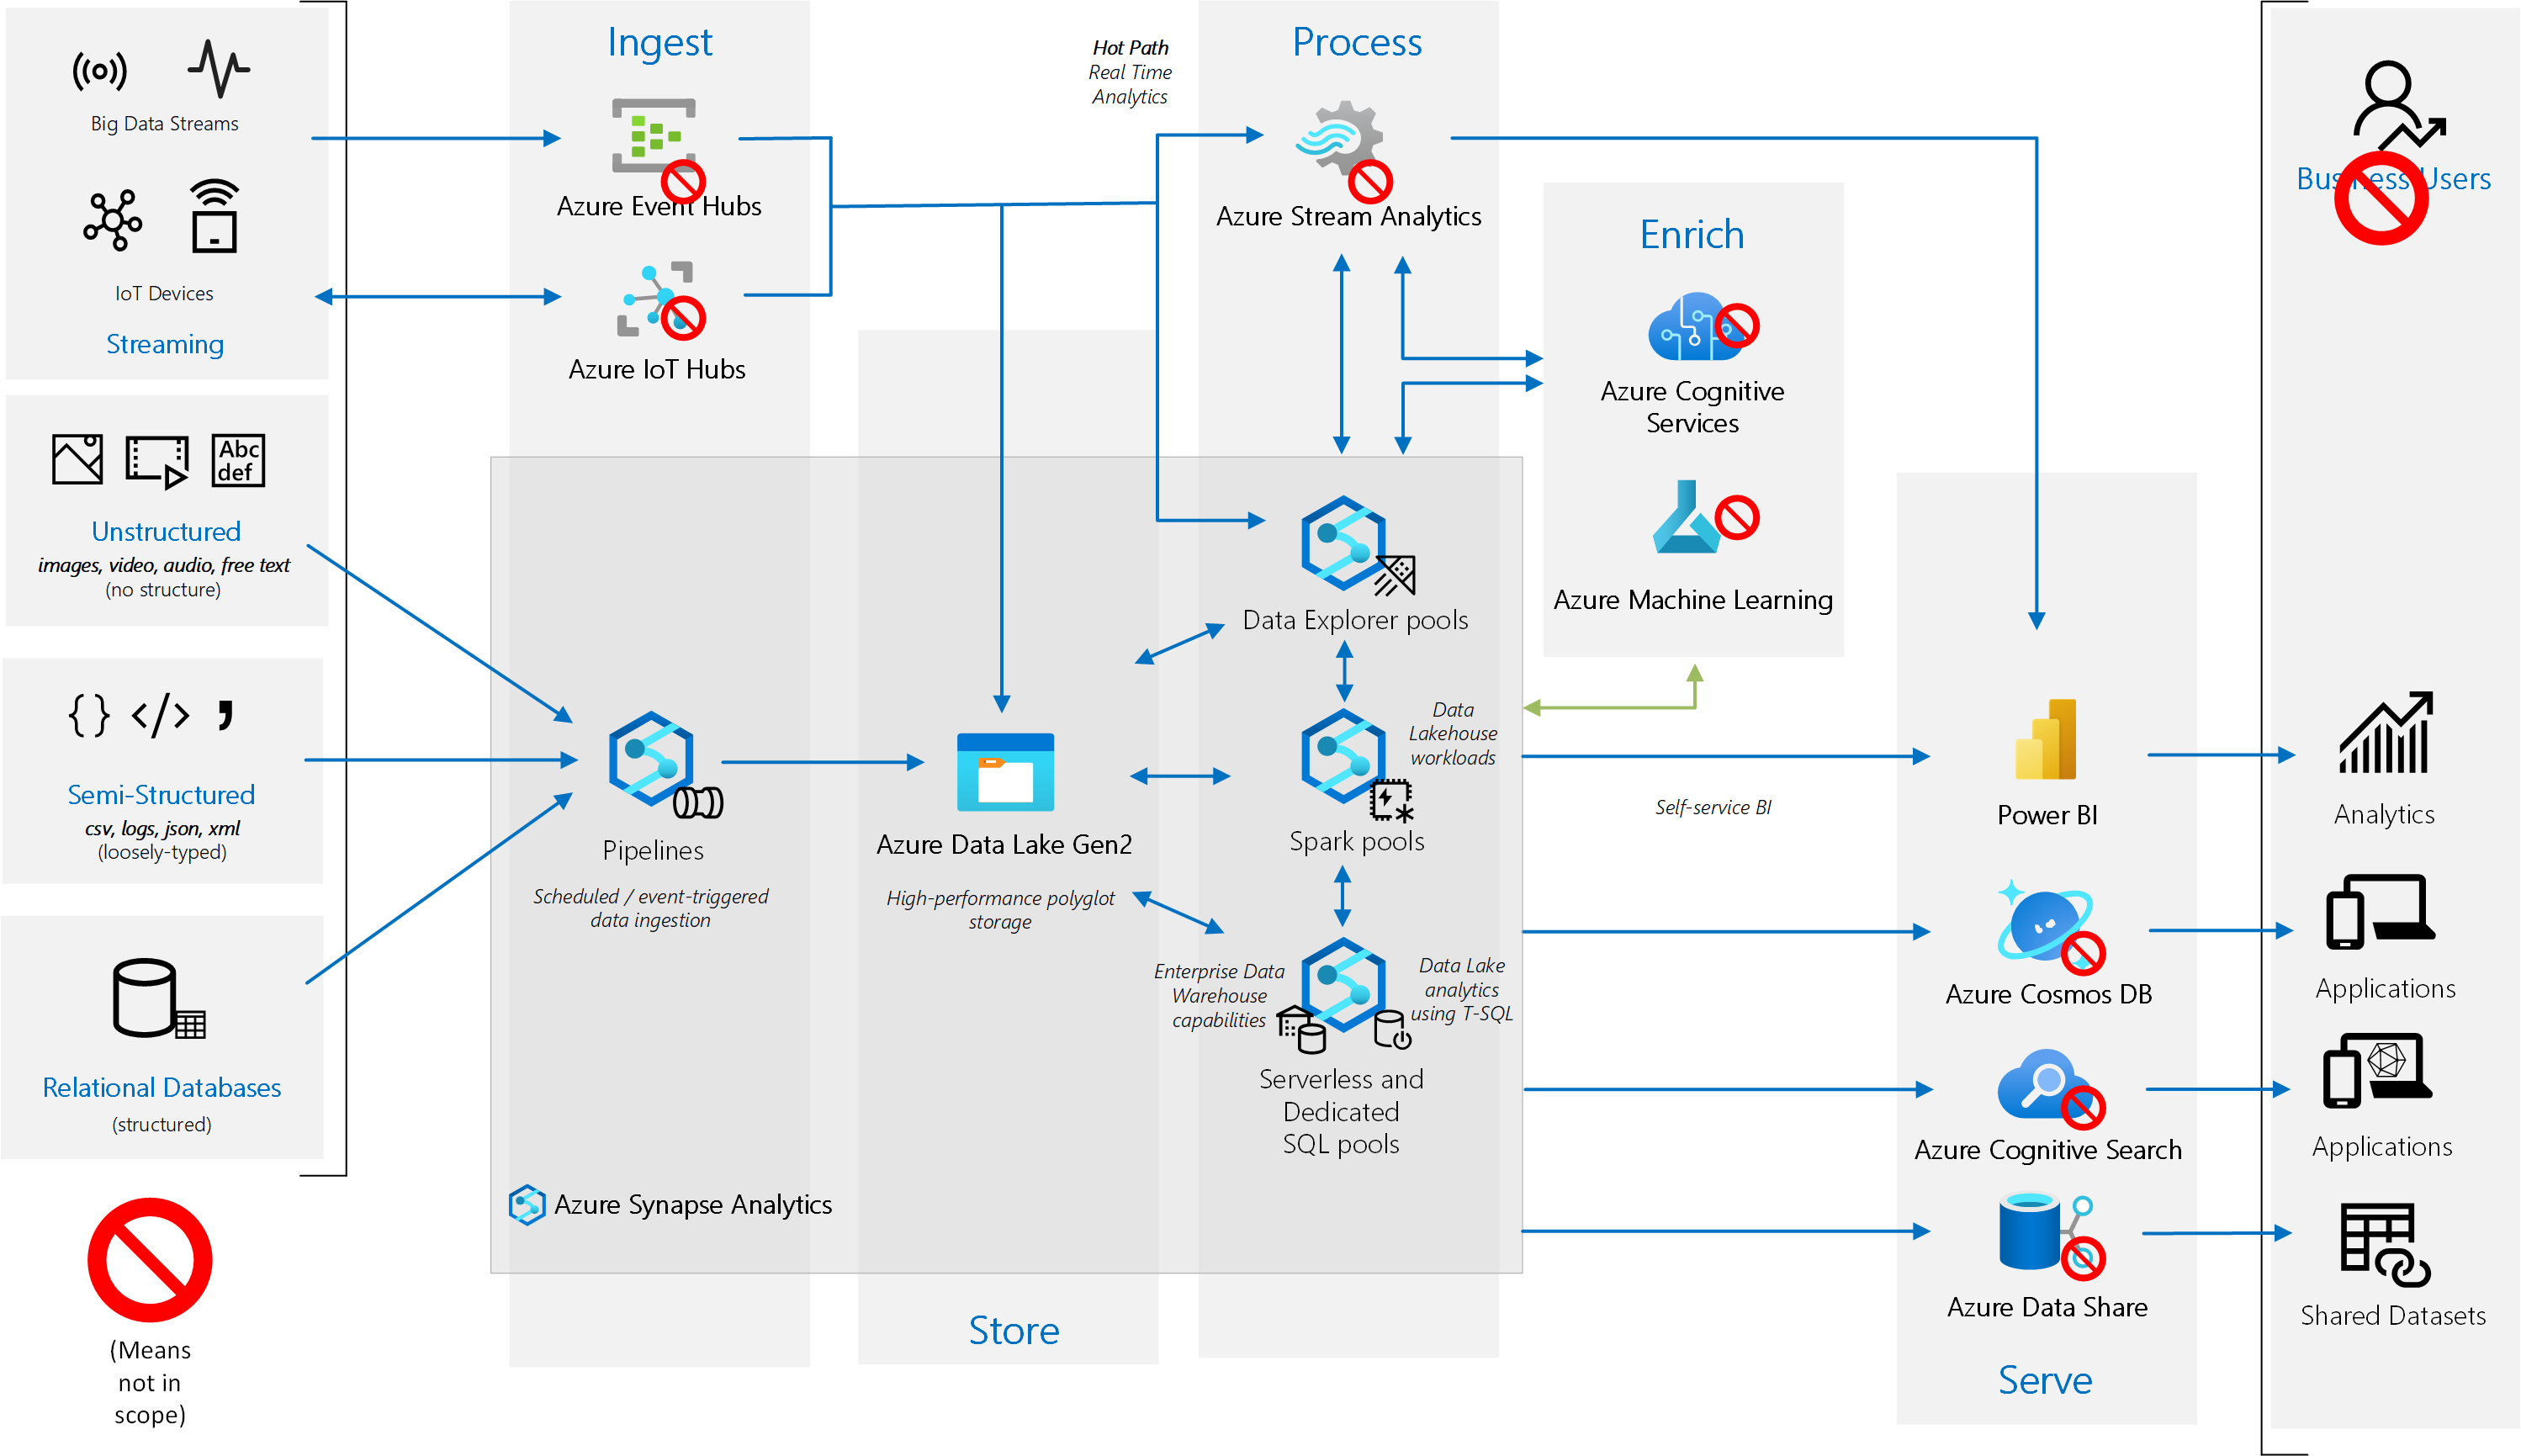 Big Data Streams
IoT Devices
Streaming
Abc
def
Unstructured
images, video, audio, free text
(no structure)
{ } </> ,
Semi-Structured
csv, logs, json, xml
(loosely-typed)
Relational Databases
(structured)
(Means
not in
scope)
Ingest
Azure Event Hubs
Azure IoT Hubs
Pipelines
Scheduled / event-triggered
data ingestion
Azure Synapse Analytics
Azure Data Lake Gen2
High-performance polyglot
storage
Store
Hot Path
Real Time
Analytics
Process
Azure Stream Analytics
Data Explorer pools
Data
Lakehouse
workloads
Spark pools
Enterprise Data
Warehouse
capabilities
Data Lake
analytics
using T-SQL
Serverless and
Dedicated
SQL pools
Enrich
Azure Cognitive
Services
Azure Machine Learning
Self-service BI
Power BI
Azure Cosmos DB
Azure Cognitive Search
Azure Data Share
Serve
Business Users
Analytics
Applications
Applications
Shared Datasets